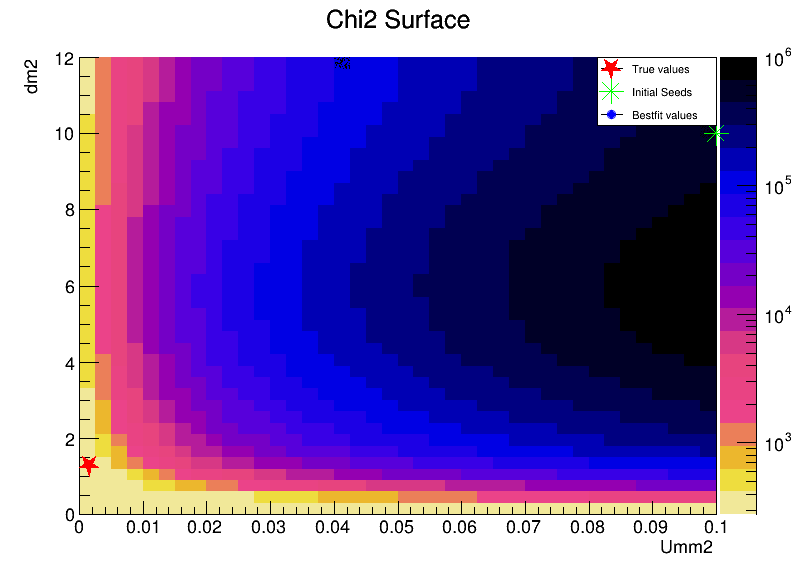 Chi2 Surface
dm2
12
10
8
6
4
2
0
True values
Initial Seeds
Bestfit values
10^6
10^5
10^4
10^3
0 0.01 0.02 0.03 0.04 0.05 0.06 0.07 0.08 0.09 0.1
Umm2